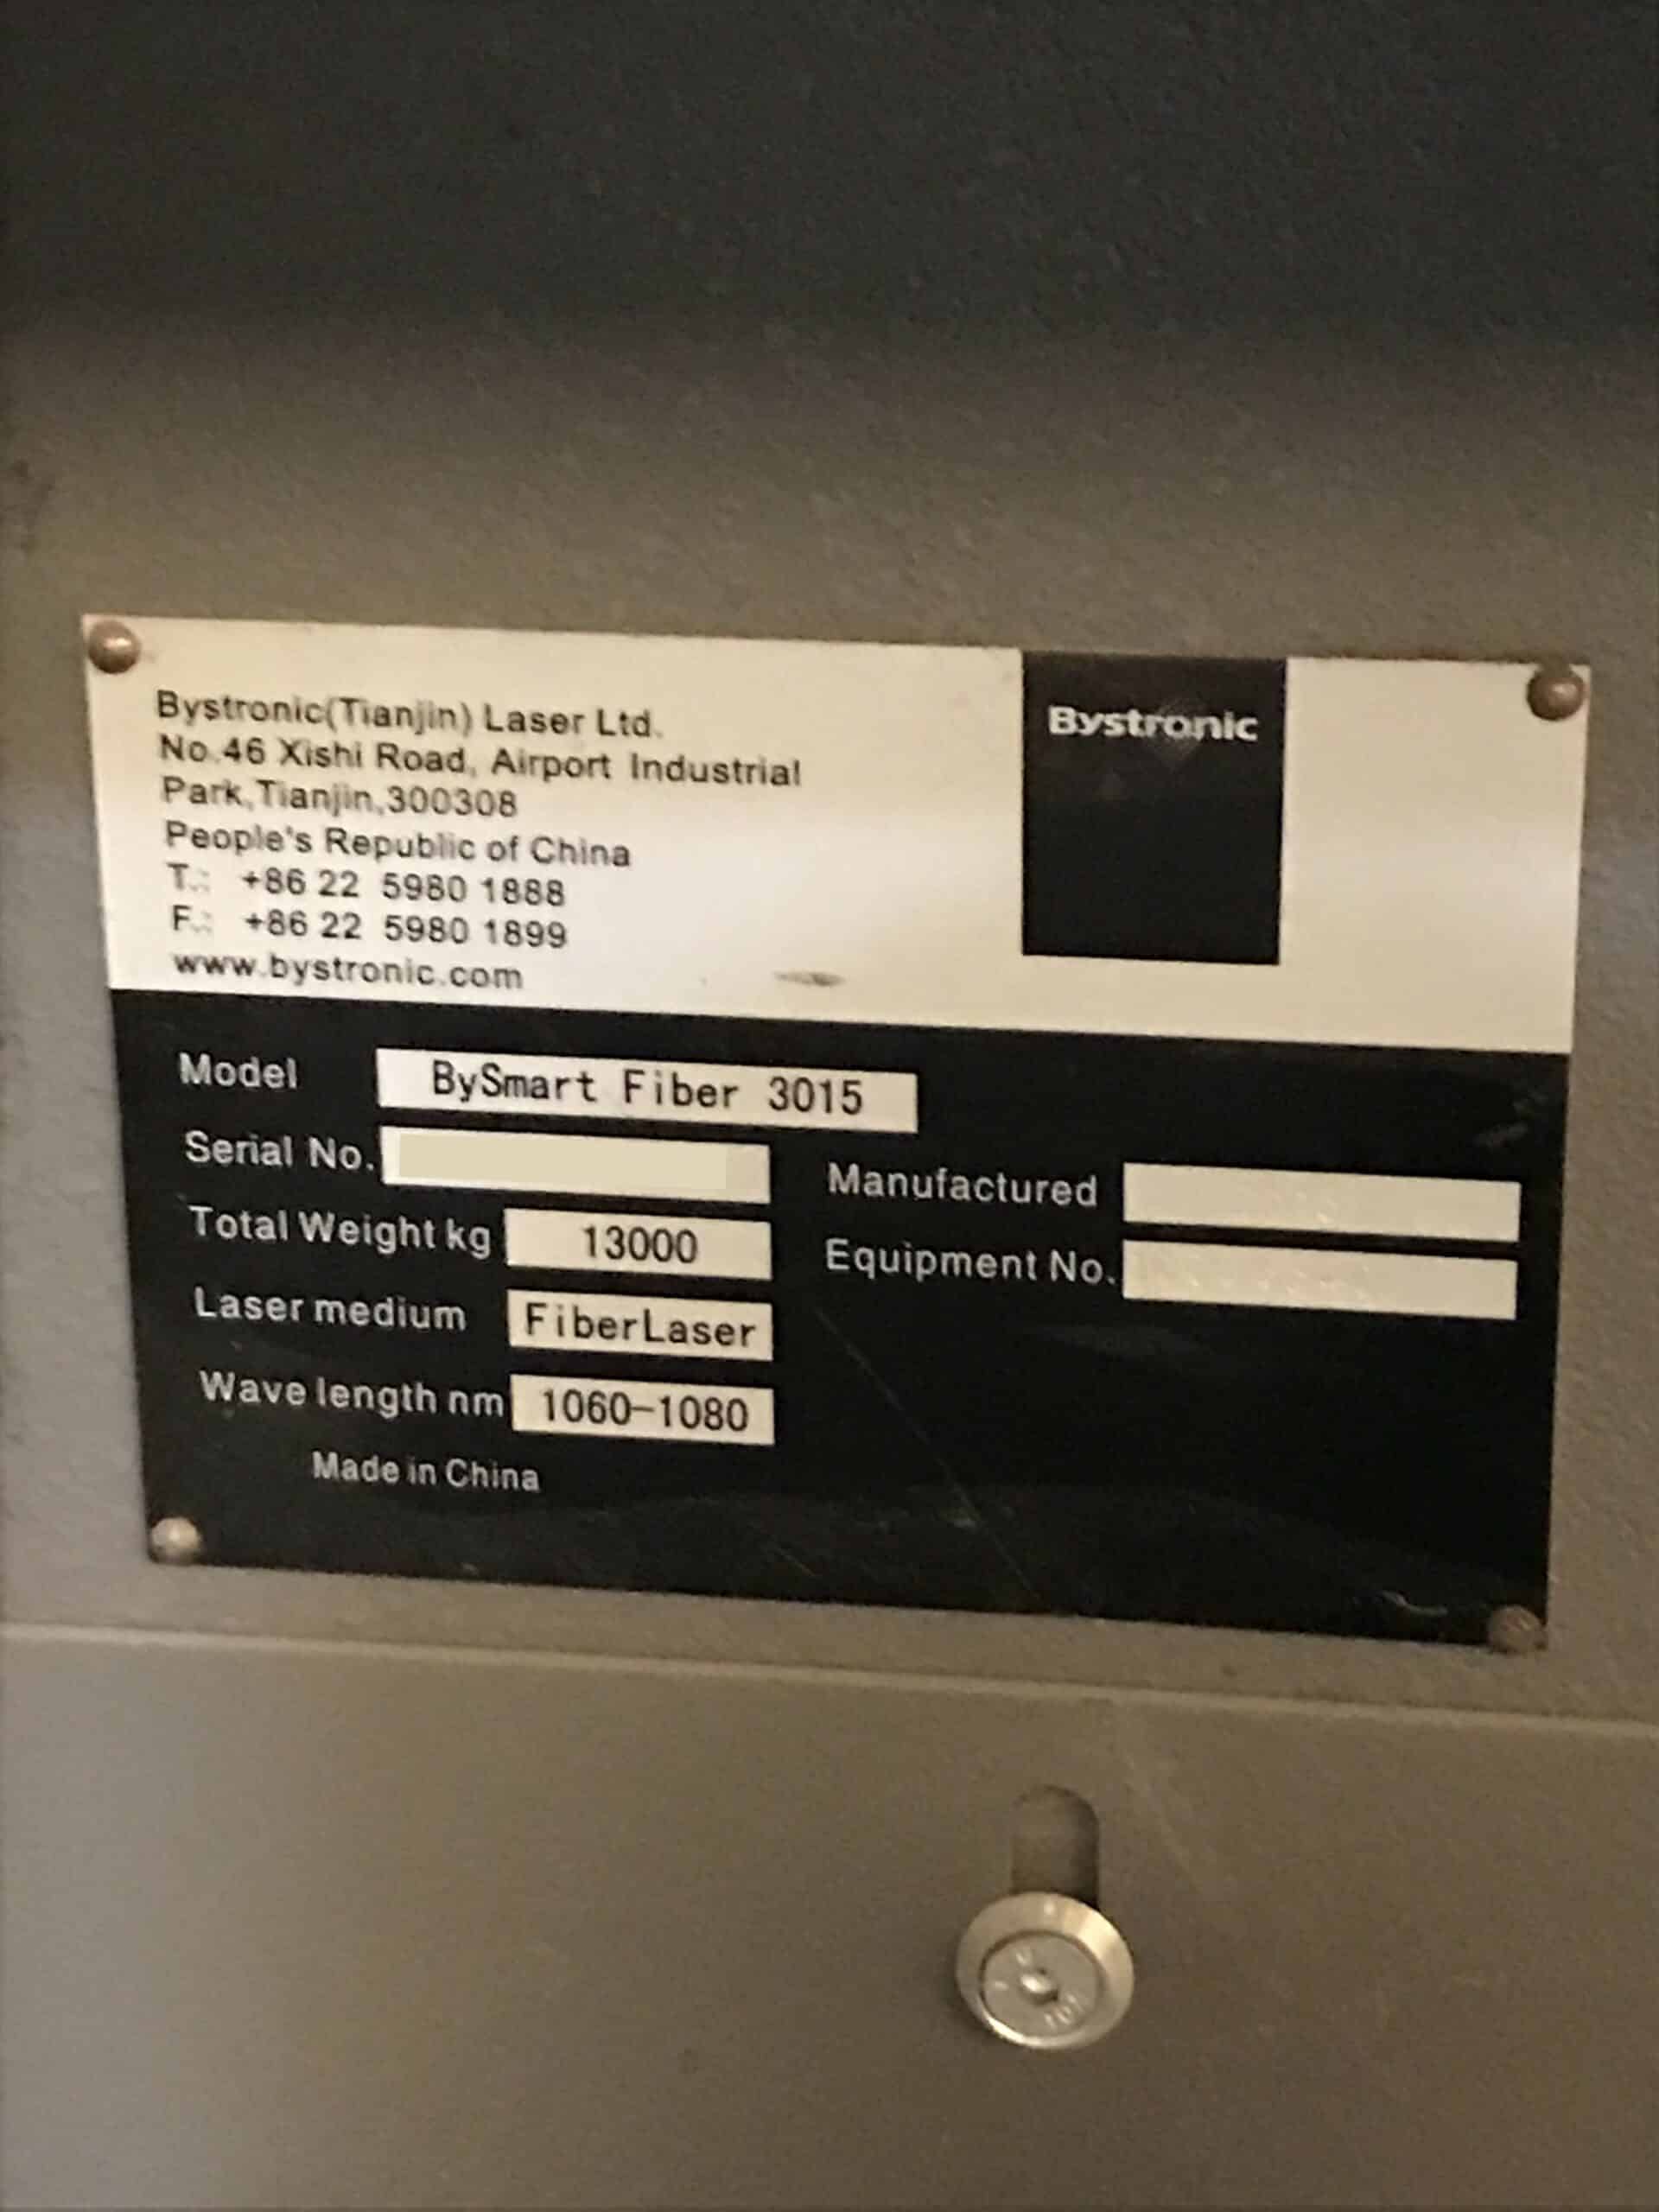 Bystronic(Tianjin) Laser Ltd.
No.46 Xishi Road, Airport Industrial
Park,Tianjin,300308
People's Republic of China
T.: +86 22 5980 1888
F.: +86 22 5980 1899
www.bystronic.com
Bystronic
Model BySmart Fiber 3015
Serial No.
Total Weight kg 13000
Laser medium FiberLaser
Wave length nm 1060-1080
Made in China
Manufactured
Equipment No.